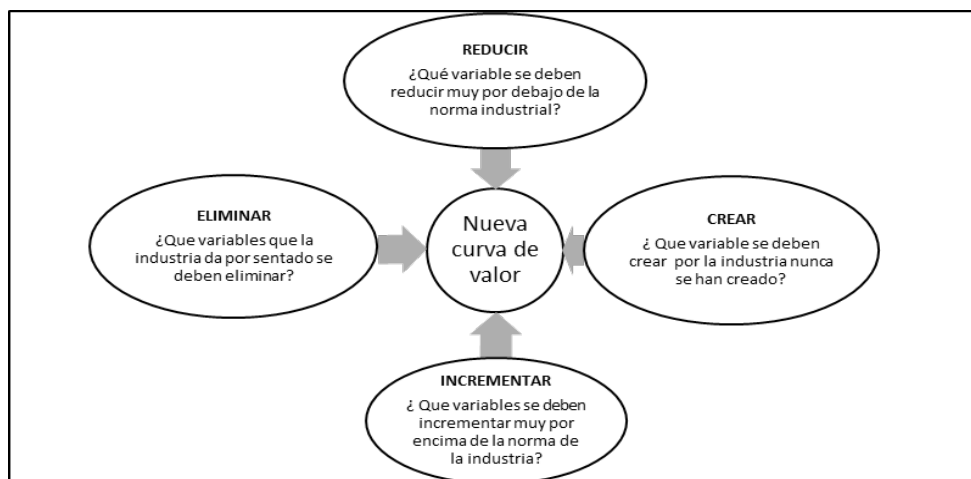 REDUCIR
¿Qué variable se deben
reducir muy por debajo de la
norma industrial?
ELIMINAR
¿Que variables que la
industria da por sentado se
deben eliminar?
Nueva
curva de
valor
CREAR
¿ Que variable se deben
crear por la industria nunca
se han creado?
INCREMENTAR
¿ Que variables se deben
incrementar muy por
encima de la norma de
la industria?